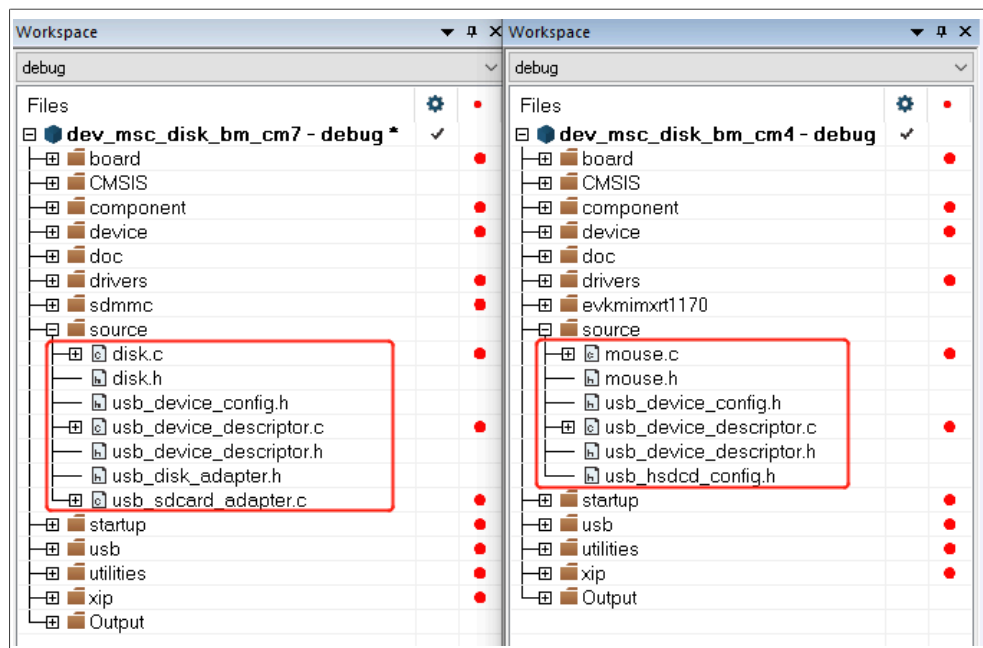 Workspace
debug
Files
dev_msc_disk_bm_cm7 - debug *
board
CMSIS
component
device
doc
drivers
sdmmc
source
disk.c
disk.h
usb_device_config.h
usb_device_descriptor.c
usb_device_descriptor.h
usb_disk_adapter.h
usb_sdcard_adapter.c
startup
usb
utilities
xip
Output
Workspace
debug
Files
dev_msc_disk_bm_cm4 - debug
board
CMSIS
component
device
doc
drivers
evkmimxrt1170
source
mouse.c
mouse.h
usb_device_config.h
usb_device_descriptor.c
usb_device_descriptor.h
usb_hsdcd_config.h
startup
usb
utilities
xip
Output